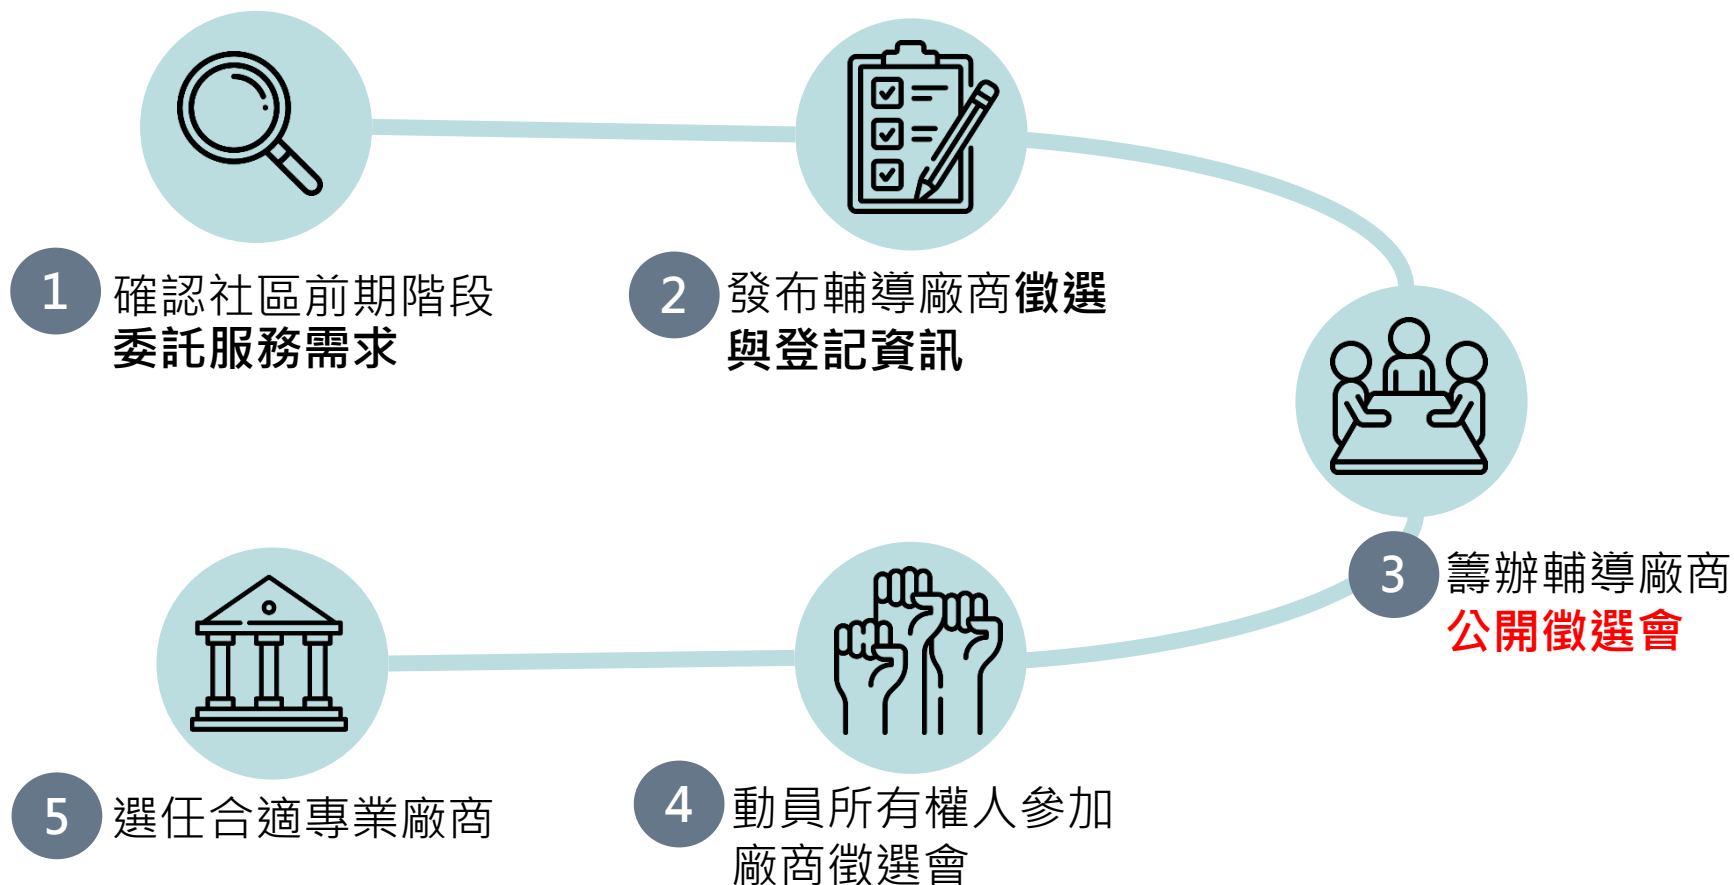 1
確認社區前期階段
委託服務需求
2
發布輔導廠商徵選
與登記資訊
3
籌辦輔導廠商
公開徵選會
4
動員所有權人參加
廠商徵選會
5
選任合適專業廠商